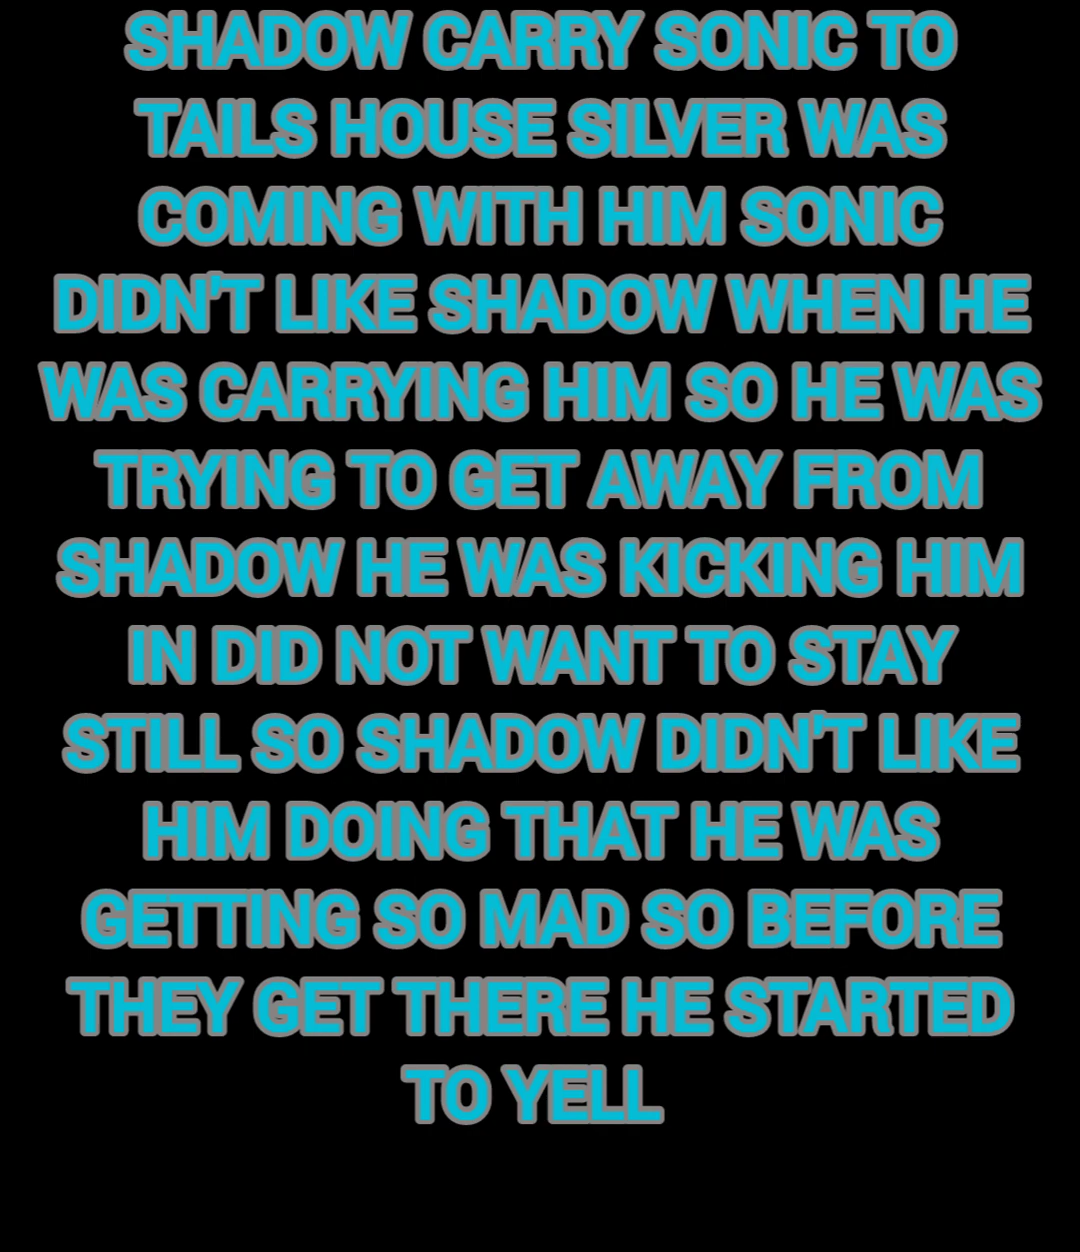 SHADOW CARRY SONIC TO
TAILS HOUSE SILVER WAS
COMING WITH HIM SONIC
DIDN'T LIKE SHADOW WHEN HE
WAS CARRYING HIM SO HE WAS
TRYING TO GET AWAY FROM
SHADOW HE WAS KICKING HIM
IN DID NOT WANT TO STAY
STILL SO SHADOW DIDN'T LIKE
HIM DOING THAT HE WAS
GETTING SO MAD SO BEFORE
THEY GET THERE HE STARTED
TO YELL